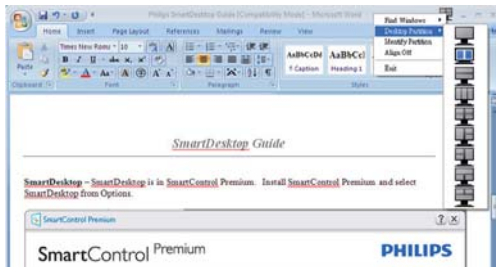 Philips SmartDesktop Guide [Compatibility Mode] - Microsoft Word
Home Insert Page Layout References Mailings Review View
Find Windows
Desktop Partition
Identify Partition
Align Off
Exit
Times New Roma 10
Paste
AaBbCcDd AaBbCcI
Caption Heading 1
Clipboard Font Paragraph Styles
SmartDesktop Guide
SmartDesktop – SmartDesktop is in SmartControl Premium. Install SmartControl Premium and select
SmartDesktop from Options.
SmartControl Premium
SmartControl Premium
PHILIPS